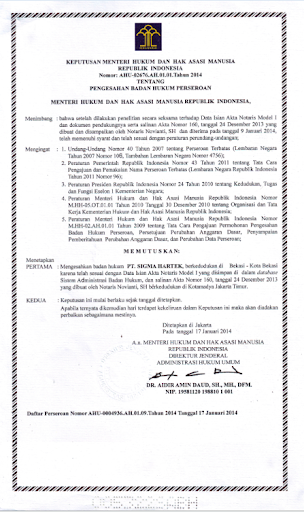 KEPUTUSAN MENTERI HUKUM DAN HAK ASASI MANUSIA
REPUBLIK INDONESIA
Nomor: AHU-02676.AH.01.01.Tahun 2014
TENTANG
PENGESAHAN BADAN HUKUM PERSEROAN
MENTERI HUKUM DAN HAK ASASI MANUSIA REPUBLIK INDONESIA,
Menimbang : bahwa setelah dilakukan penelitian secara seksama terhadap Data Isian Akta Notaris Model I
dan dokumen pendukungnya serta salinan Akta Nomor 160, tanggal 24 Desember 2013 yang
dibuat dan disampaikan oleh Notaris Novianti, SH dan diterima pada tanggal 9 Januari 2014,
telah memenuhi syarat dan telah sesuai dengan peraturan perundang-undangan;
Mengingat : 1. Undang-Undang Nomor 40 Tahun 2007 tentang Perseroan Terbatas (Lembaran Negara
Tahun 2007 Nomor 106, Tambahan Lembaran Negara Nomor 4756);
2. Peraturan Pemerintah Republik Nomor 43 Tahun 2011 tentang Tata Cara
Pengajuan dan Pemakaian Nama Perseroan Terbatas (Lembaran Negara Republik Indonesia
Tahun 2011 Nomor 96);
3. Peraturan Presiden Republik Indonesia Nomor 24 Tahun 2010 tentang Kedudukan, Tugas
dan Fungsi Eselon I Kementerian Negara;
4. Peraturan Menteri Hukum dan Hak Asasi Manusia Republik Indonesia Nomor
M.HH-05.OT.01.01 Tahun 2010 Tanggal 30 Desember 2010 tentang Organisasi dan Tata
Kerja Kementerian Hukum dan Hak Asasi Manusia Republik Indonesia;
5. Peraturan Menteri Hukum dan Hak Asasi Manusia Republik Indonesia Nomor
M.HH-02.AH.01.01 Tahun 2009 tentang Tata Cara Pengajuan Permohonan Pengesahan
Badan Hukum Perseroan, Persetujuan Perubahan Anggaran Dasar, Penyampaian
Pemberitahuan Perubahan Anggaran Dasar, dan Perubahan Data Perseroan;
M E M U T U S K A N :
Menetapkan
PERTAMA : Mengesahkan badan hukum PT. SIGNIA HARTEK, berkedudukan di Bekasi - Kota Bekasi
karena telah sesuai dengan Data Isian Akta Notaris Model I yang disimpan di dalam database
Sistem Administrasi Badan Hukum, dan salinan Akta Nomor 160, tanggal 24 Desember 2013
yang dibuat oleh Notaris Novianti, SH berkedudukan di Kotamadya Jakarta Timur.
KEDUA : Keputusan ini mulai berlaku sejak tanggal ditetapkan.
Apabila ternyata dikemudian hari terdapat kekeliruan dalam Keputusan ini maka akan diadakan
perbaikan sebagaimana mestinya.
Ditetapkan di Jakarta
Pada tanggal 17 Januari 2014
A.n. MENTERI HUKUM DAN HAK ASASI MANUSIA
REPUBLIK INDONESIA
DIREKTUR JENDERAL
ADMINISTRASI HUKUM UMUM
DR. AIDIR AMIN DAUD, SH., MH., DFM.
NIP. 19581120 198810 1 001
Daftar Perseroan Nomor AHU-0004936.AH.01.09.Tahun 2014 Tanggal 17 Januari 2014